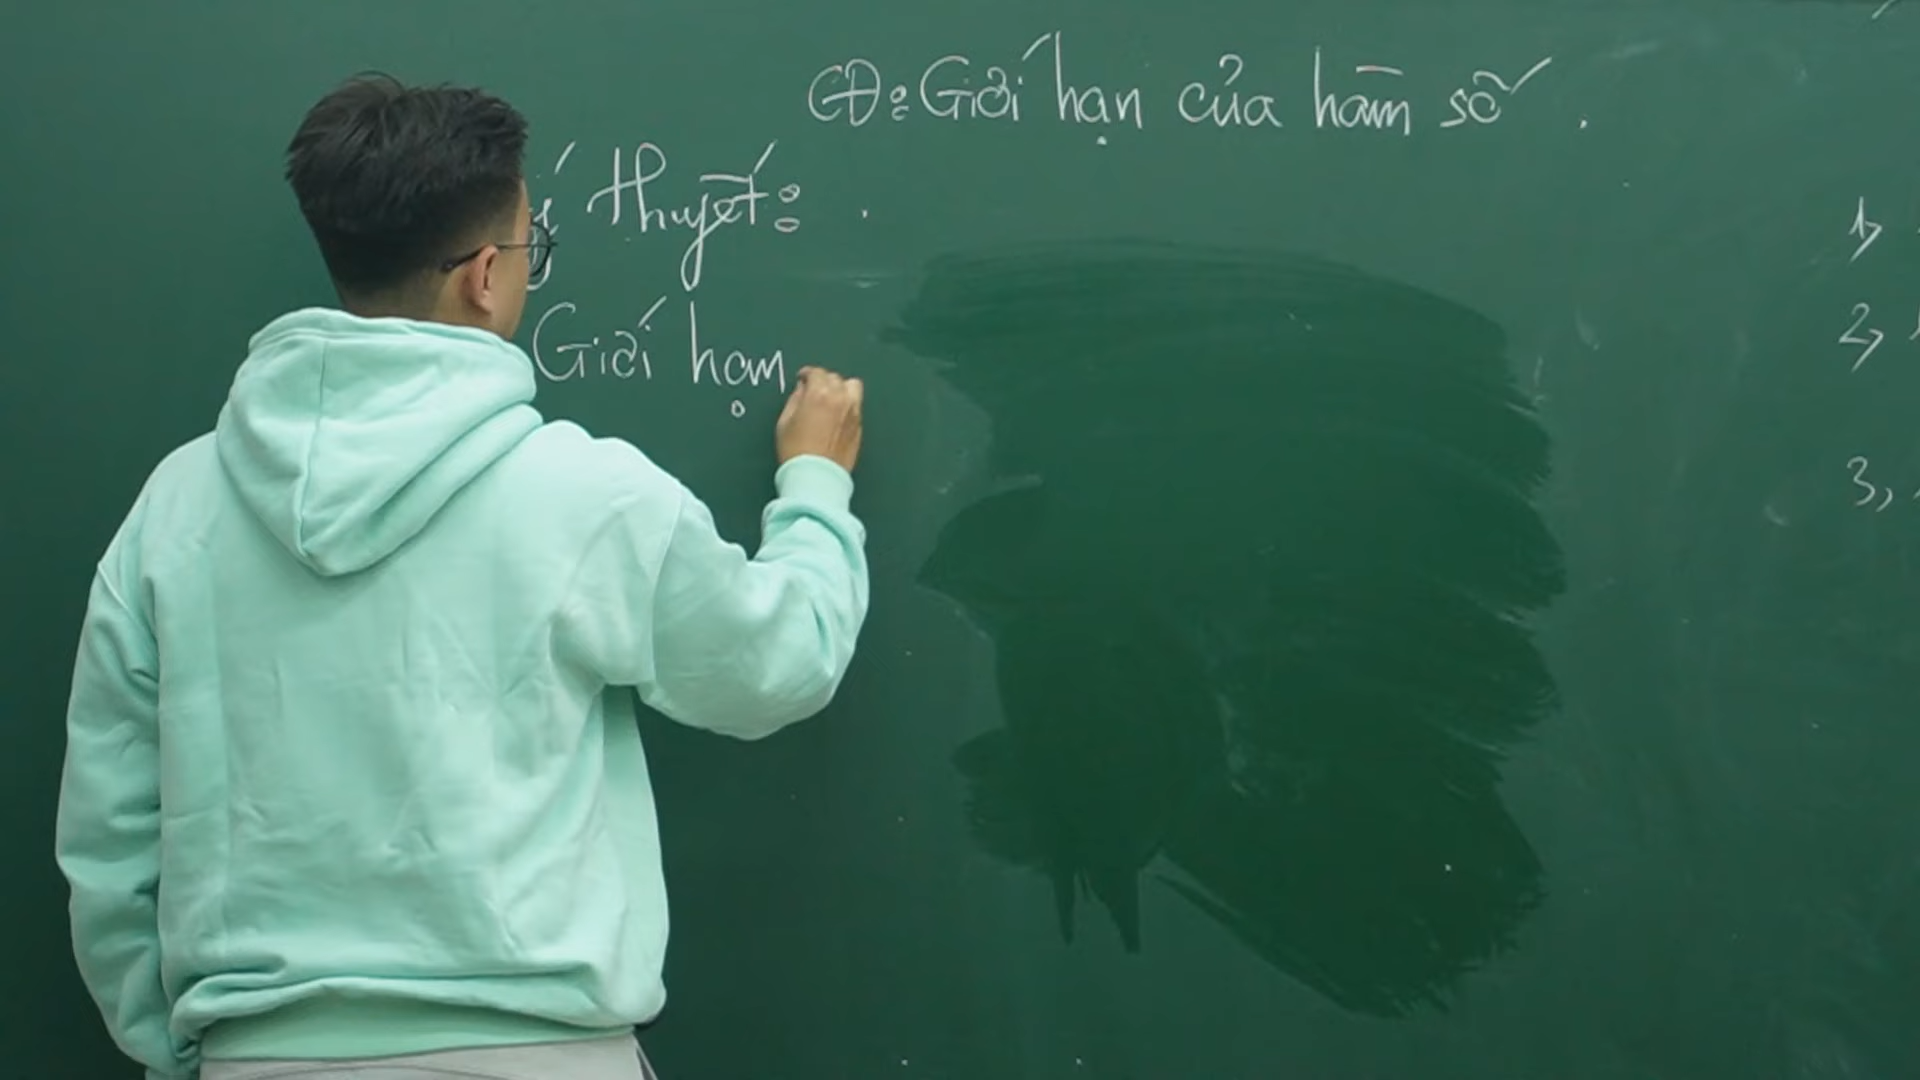 CĐ: Giới hạn của hàm số.
thuyết:
Giới hạn
1,
2,
3,